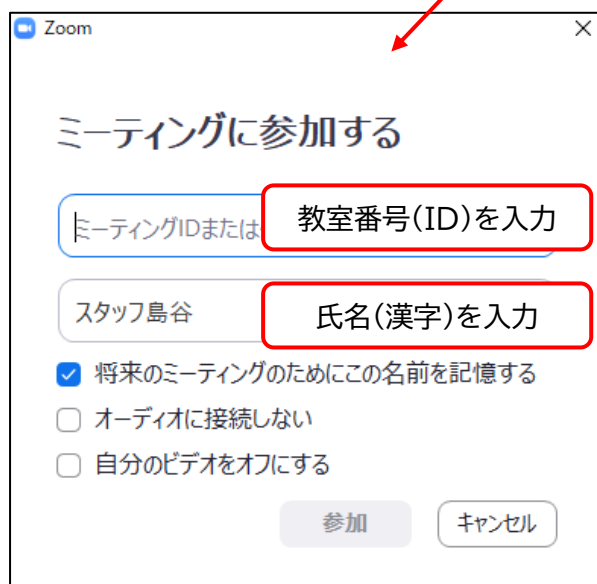 Zoom
ミーティングに参加する
ミーティングIDまたは
教室番号(ID)を入力
スタッフ島谷
氏名(漢字)を入力
将来のミーティングのためにこの名前を記憶する
オーディオに接続しない
自分のビデオをオフにする
参加 キャンセル